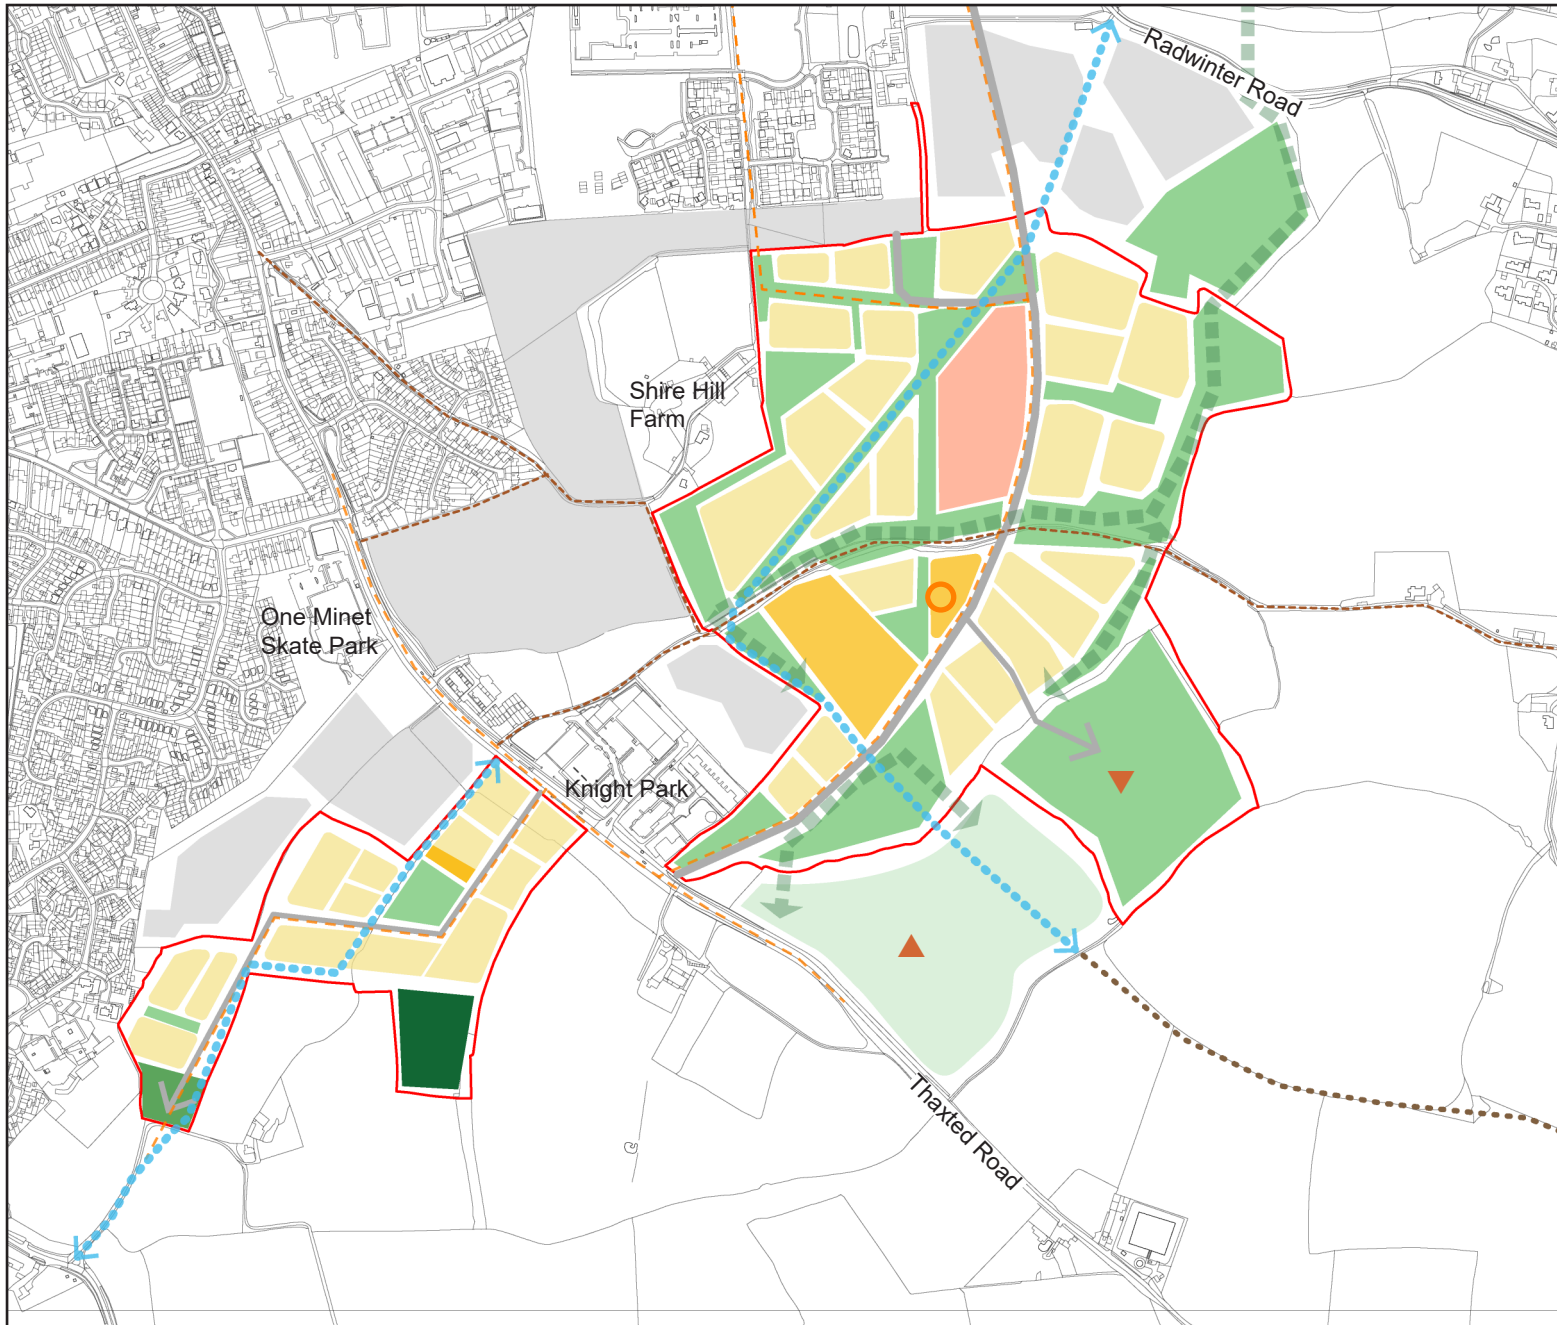 Radwinter Road
Shire Hill
Farm
One Minet
Skate Park
Knight Park
Thaxted Road